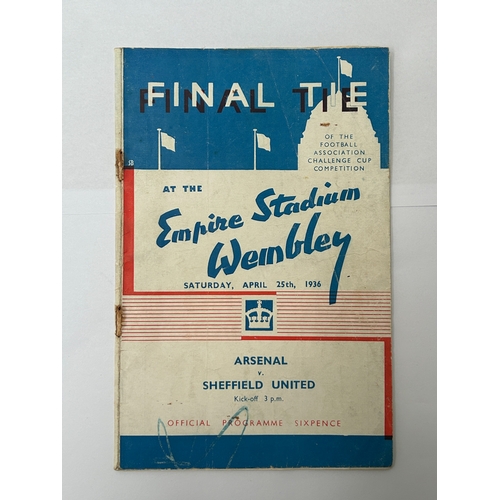 FINAL TIE
OF THE
FOOTBALL
ASSOCIATION
CHALLENGE CUP
COMPETITION
AT THE
Empire Stadium
Wembley
SATURDAY, APRIL 25th, 1936
ARSENAL
v.
SHEFFIELD UNITED
Kick-off 3 p.m.
OFFICIAL PROGRAMME SIXPENCE